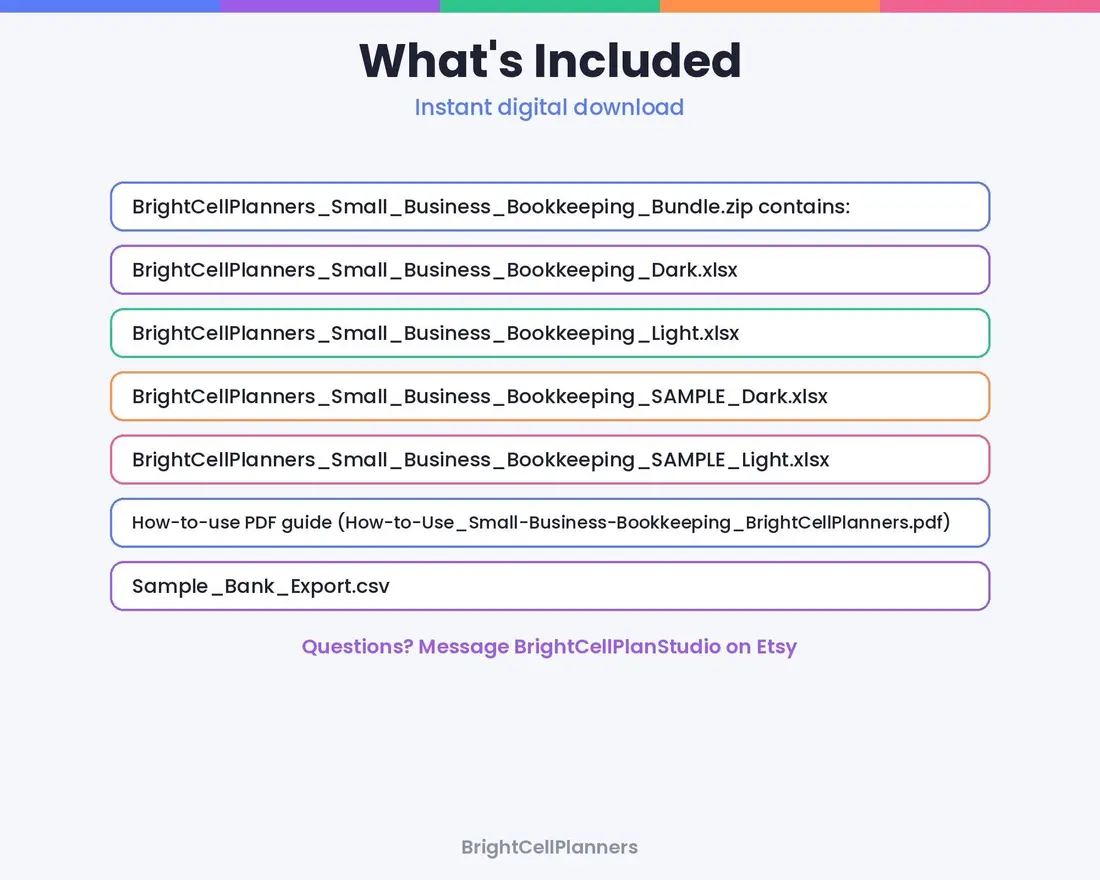 What's Included
Instant digital download
BrightCellPlanners_Small_Business_Bookkeeping_Bundle.zip contains:
BrightCellPlanners_Small_Business_Bookkeeping_Dark.xlsx
BrightCellPlanners_Small_Business_Bookkeeping_Light.xlsx
BrightCellPlanners_Small_Business_Bookkeeping_SAMPLE_Dark.xlsx
BrightCellPlanners_Small_Business_Bookkeeping_SAMPLE_Light.xlsx
How-to-use PDF guide (How-to-Use_Small-Business-Bookkeeping_BrightCellPlanners.pdf)
Sample_Bank_Export.csv
Questions? Message BrightCellPlanStudio on Etsy
BrightCellPlanners